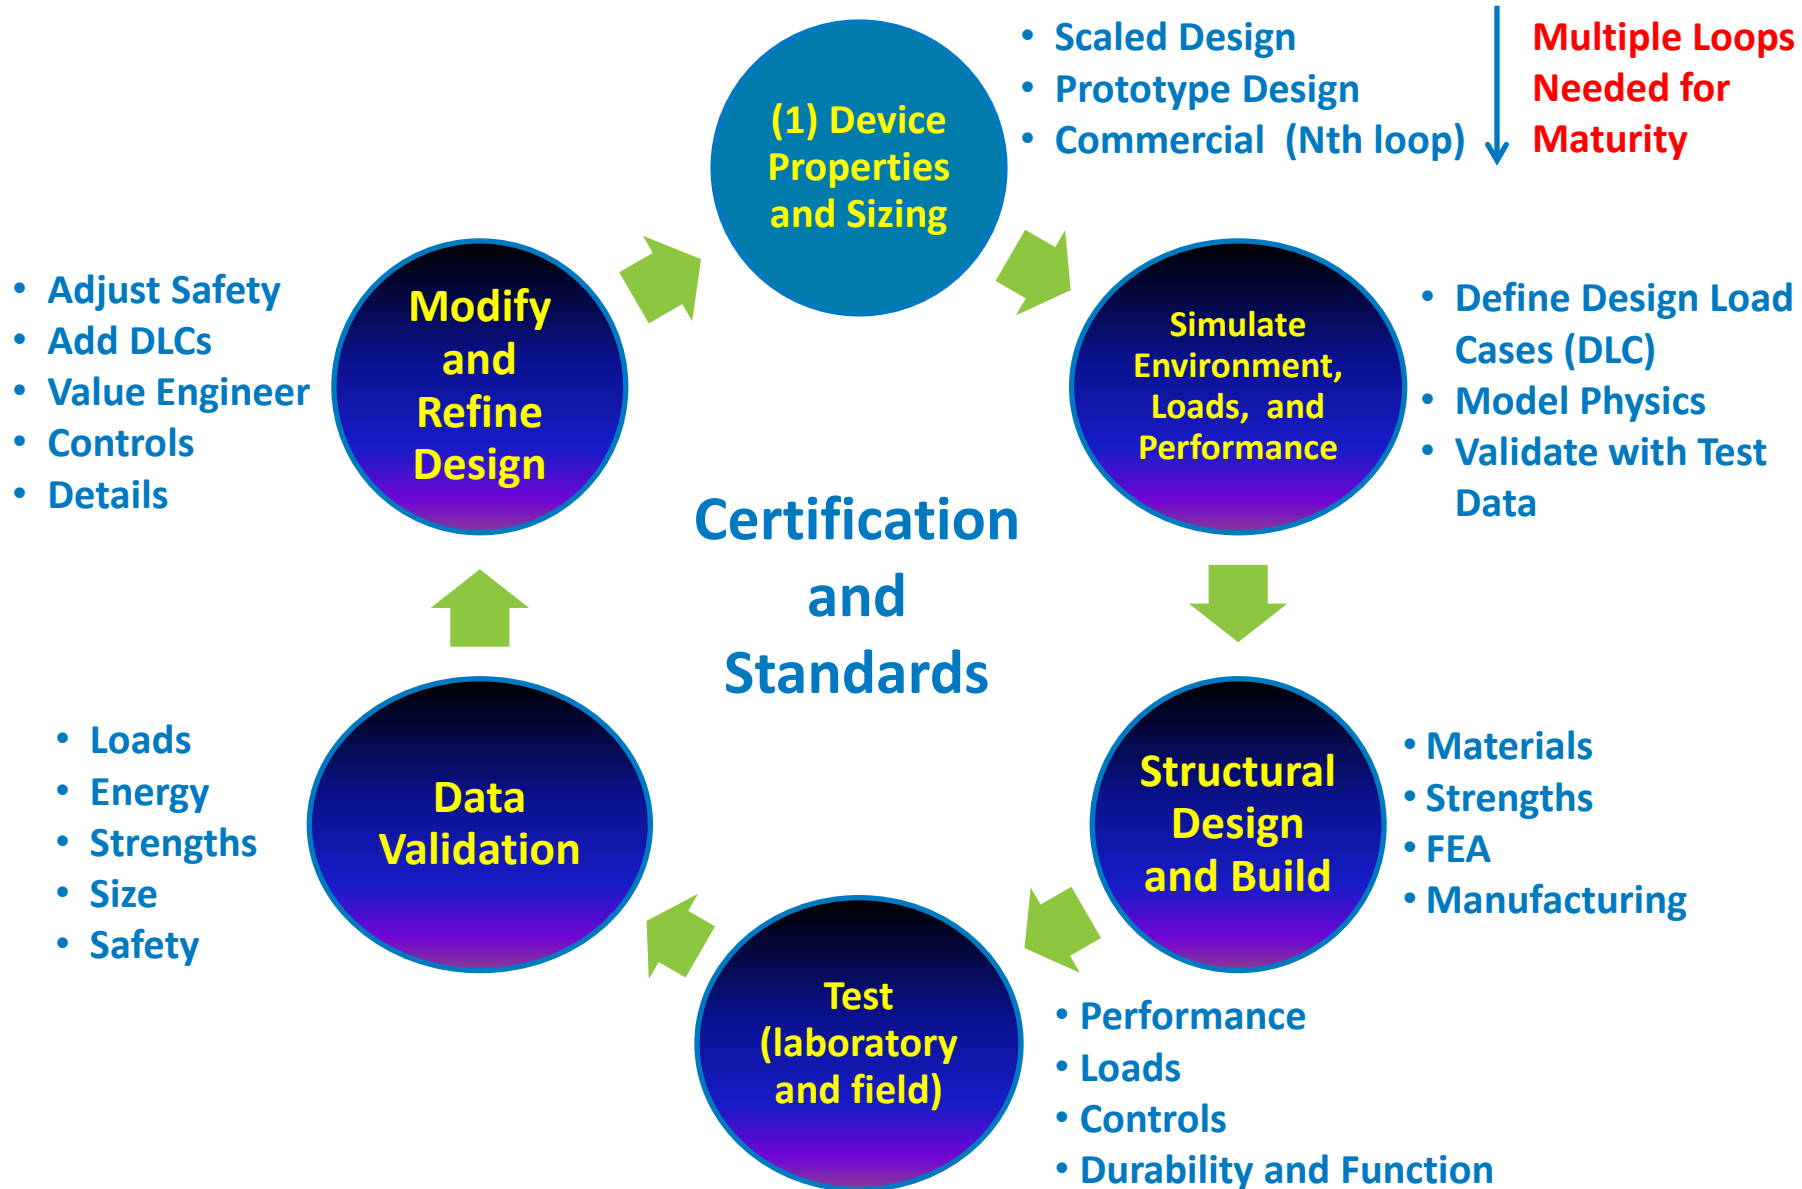 (1) Device
Properties
and Sizing
• Scaled Design
• Prototype Design
• Commercial (Nth loop)
Multiple Loops
Needed for
Maturity
Simulate
Environment,
Loads, and
Performance
• Define Design Load
Cases (DLC)
• Model Physics
• Validate with Test
Data
Structural
Design
and Build
• Materials
• Strengths
• FEA
• Manufacturing
Test
(laboratory
and field)
• Performance
• Loads
• Controls
• Durability and Function
Data
Validation
• Loads
• Energy
• Strengths
• Size
• Safety
Modify
and
Refine
Design
• Adjust Safety
• Add DLCs
• Value Engineer
• Controls
• Details
Certification
and
Standards